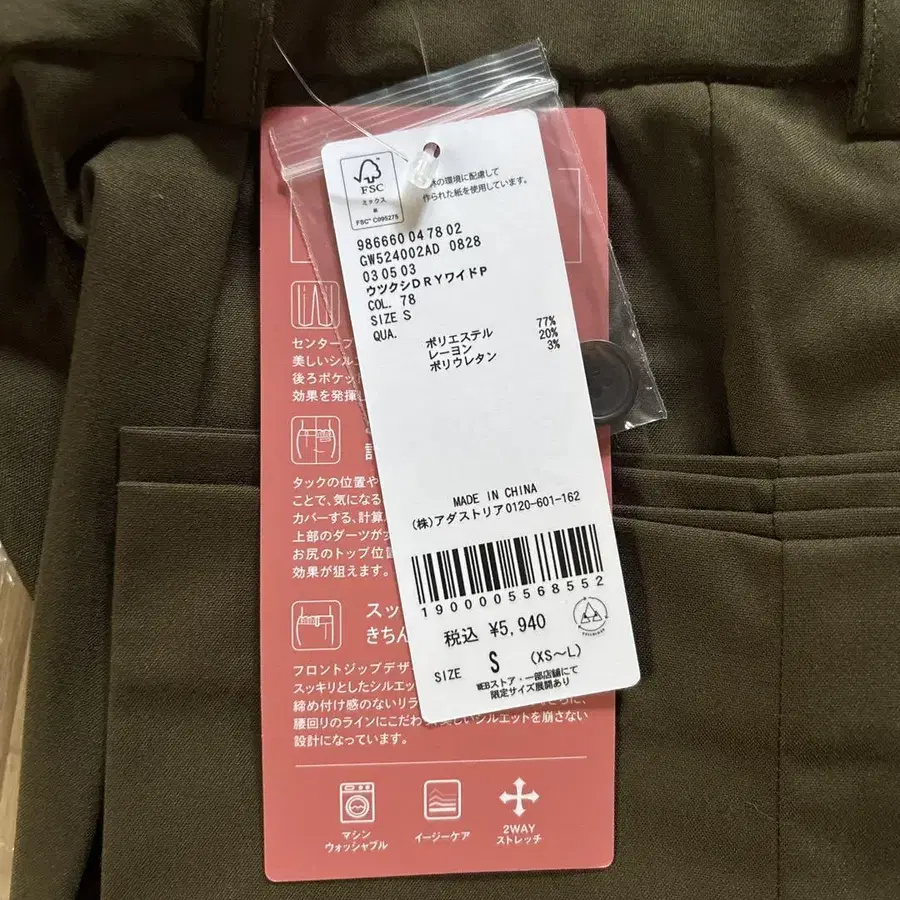 FSC
ミックス
紙
FSC® C095275
林の環境に配慮して
作られた紙を使用しています。
986660 04 78 02
GW524002AD 0828
03 05 03
ウツクシDRYワイドP
COL. 78
SIZE S
QUA.
ポリエステル 77%
レーヨン 20%
ポリウレタン 3%
MADE IN CHINA
(株)アダストリア0120-601-162
1900005568552
税込 ¥5,940
SIZE S (XS〜L)
WEBストア・一部店舗にて
限定サイズ展開あり
センター
美しいシルエ
後ろポケッ
効果を発揮し
タックの位置や
ことで、気になる
カバーする、計算
上部のダーツが
お尻のトップ位
効果が狙えます。
スッ
きちん
フロントジップデザ
スッキリとしたシルエッ
締め付け感のないリラ
腰回りのラインにこだわ
しいシルエットを崩さない
設計になっています。
マシン
ウォッシャブル
イージーケア
2WAY
ストレッチ